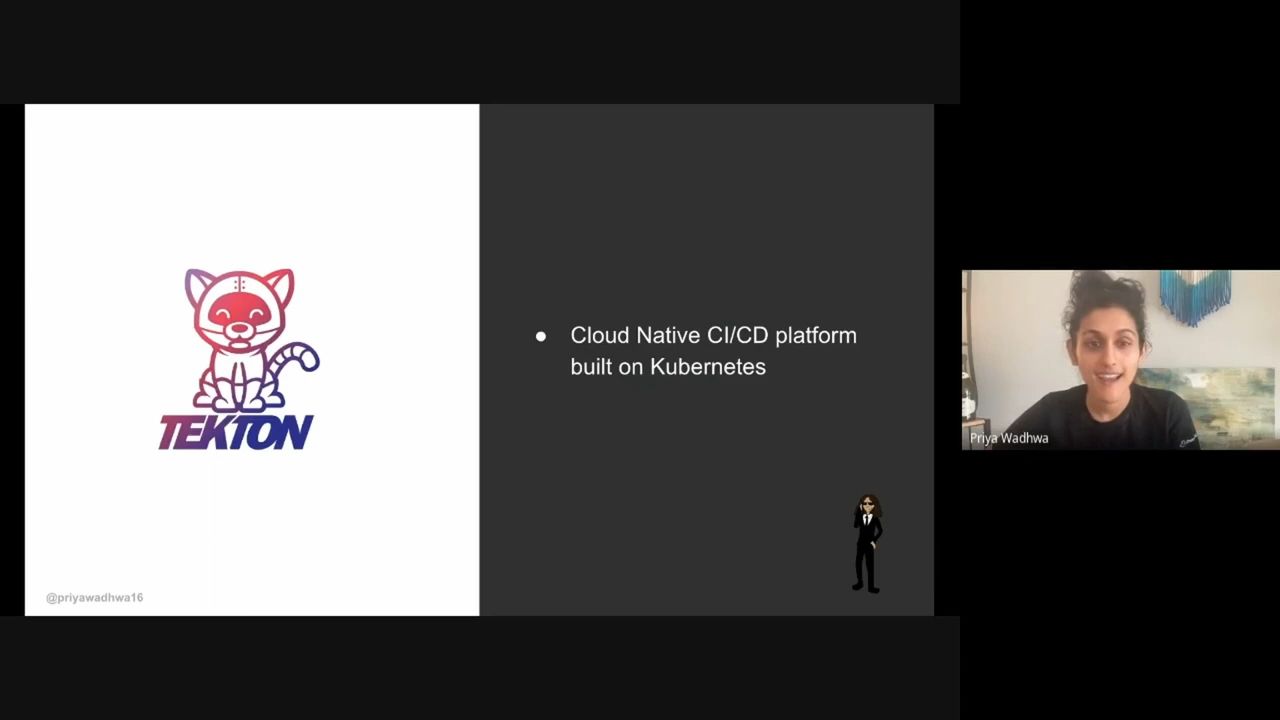 TEKTON
● Cloud Native CI/CD platform
built on Kubernetes
@priyawadhwa16
Priya Wadhwa